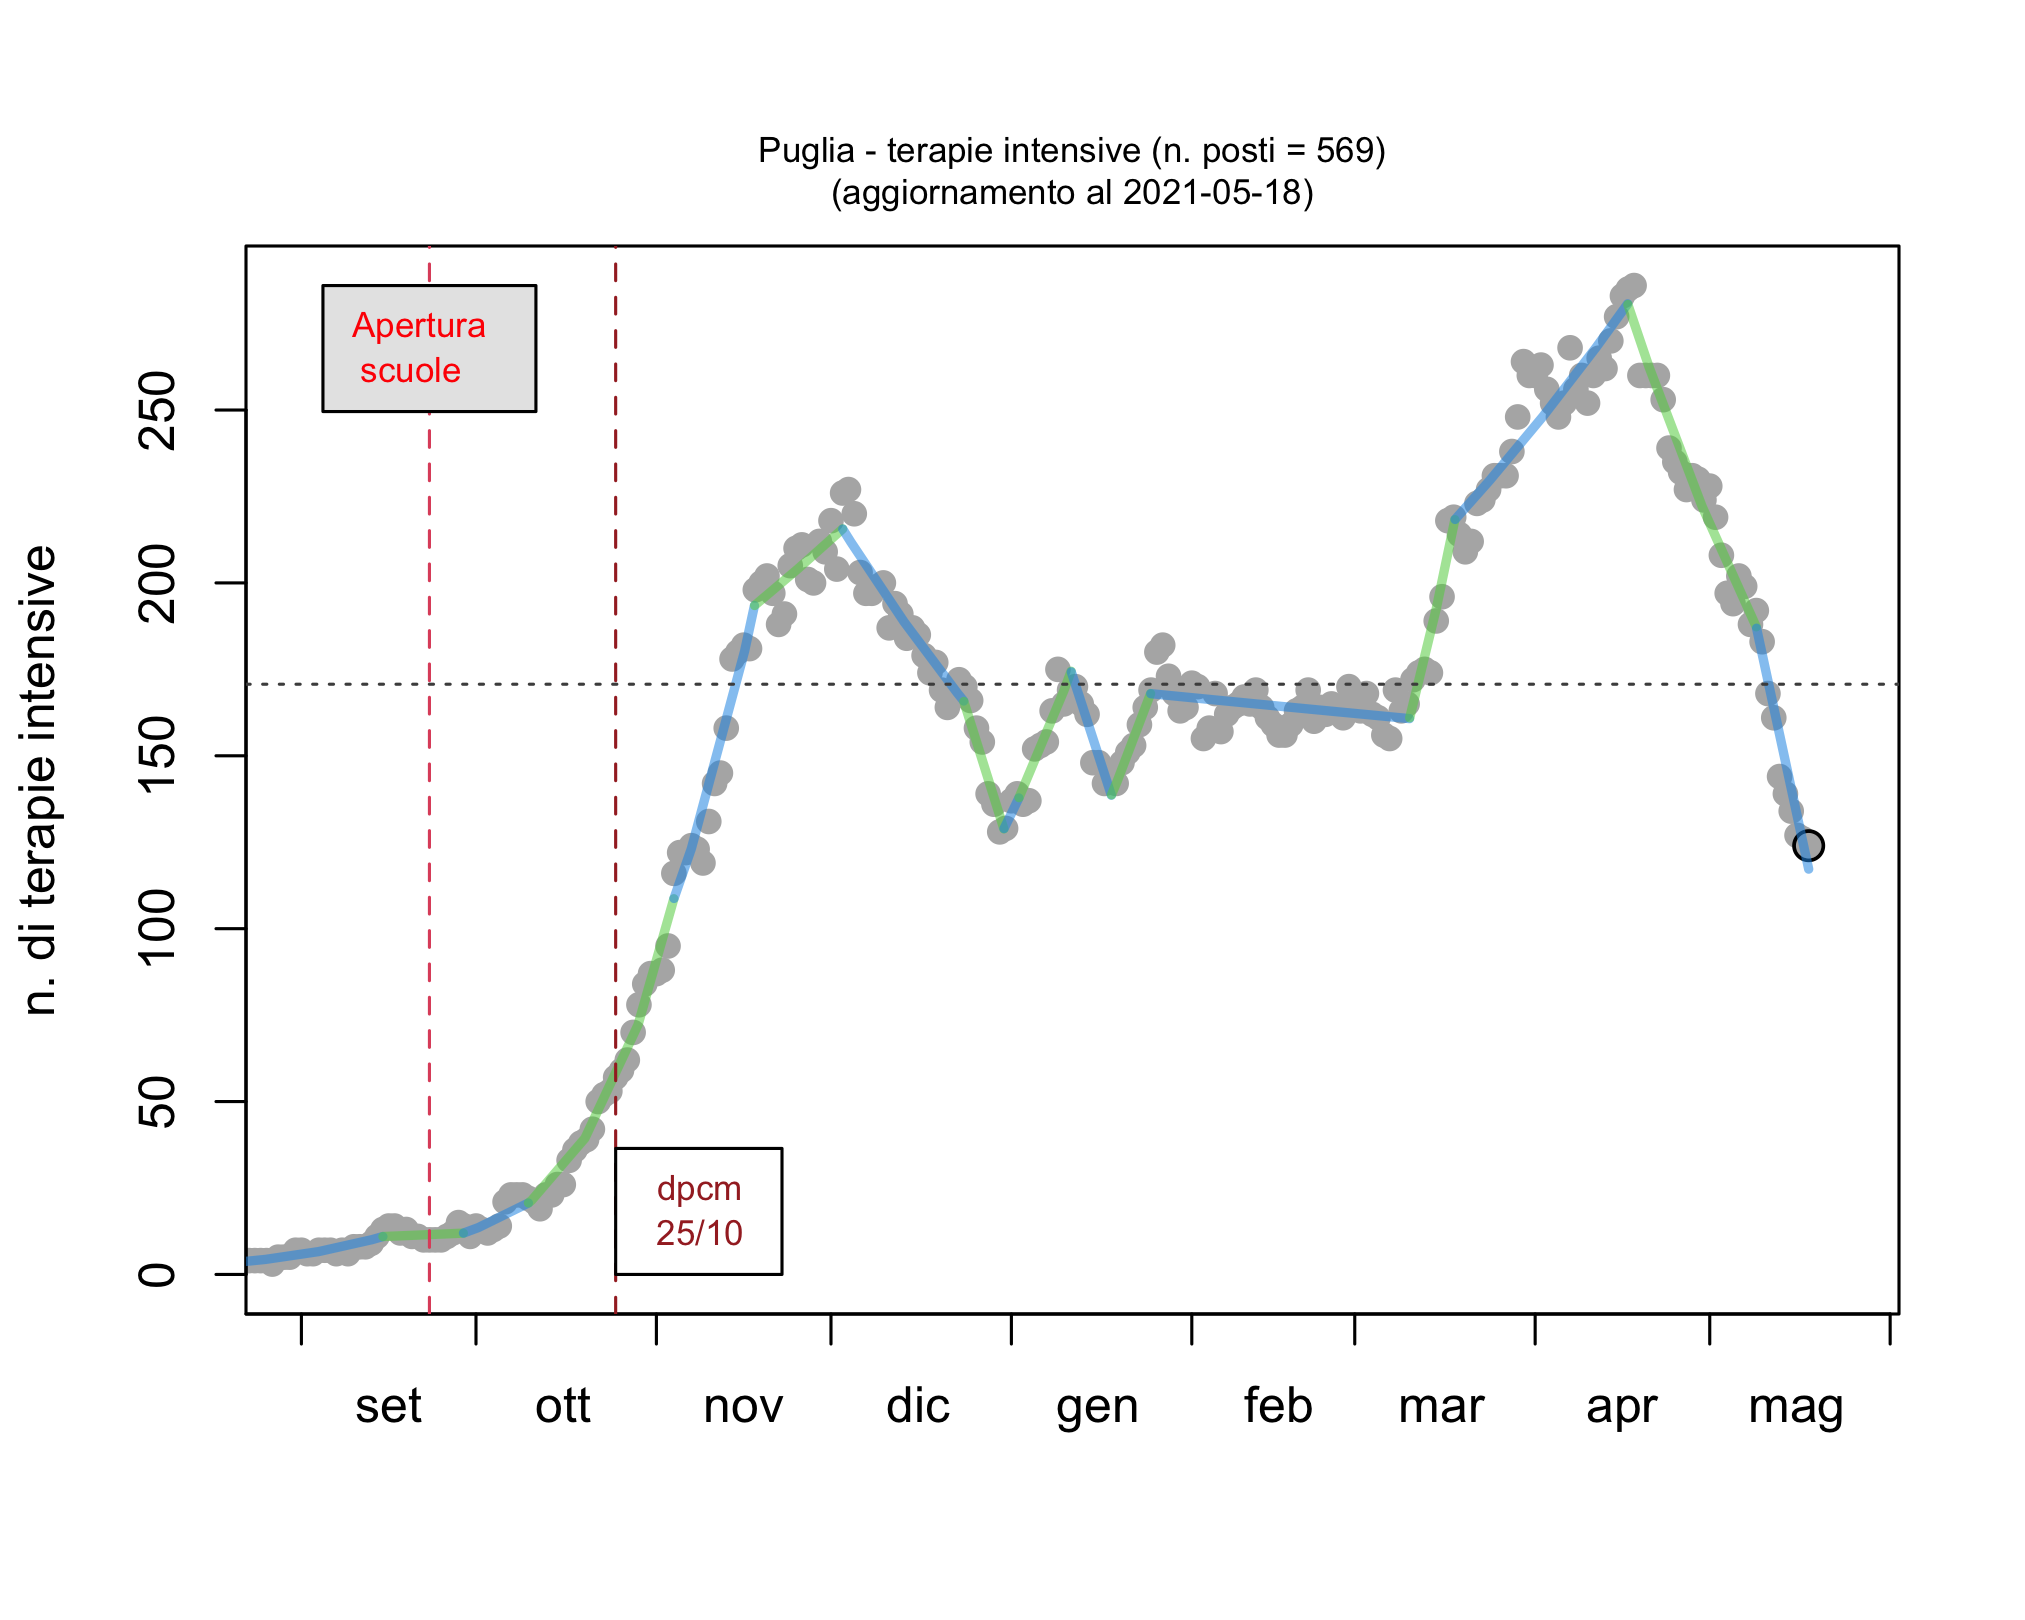 Puglia - terapie intensive (n. posti = 569)
(aggiornamento al 2021-05-18)
Apertura
scuole
n. di terapie intensive
250
200
150
100
50
0
dpcm
25/10
set ott nov dic gen feb mar apr mag